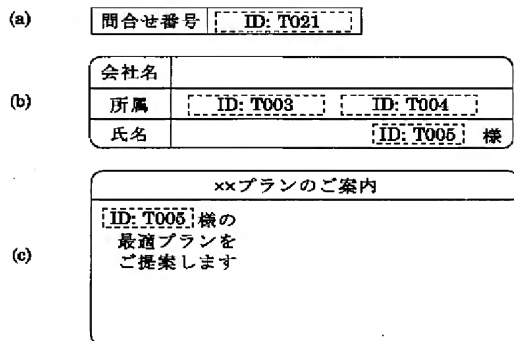 (a)
問合せ番号 ID: T021
(b)
会社名
所属 ID: T003 ID: T004
氏名 ID: T005 様
(c)
××プランのご案内
ID: T005 様の
最適プランを
ご提案します